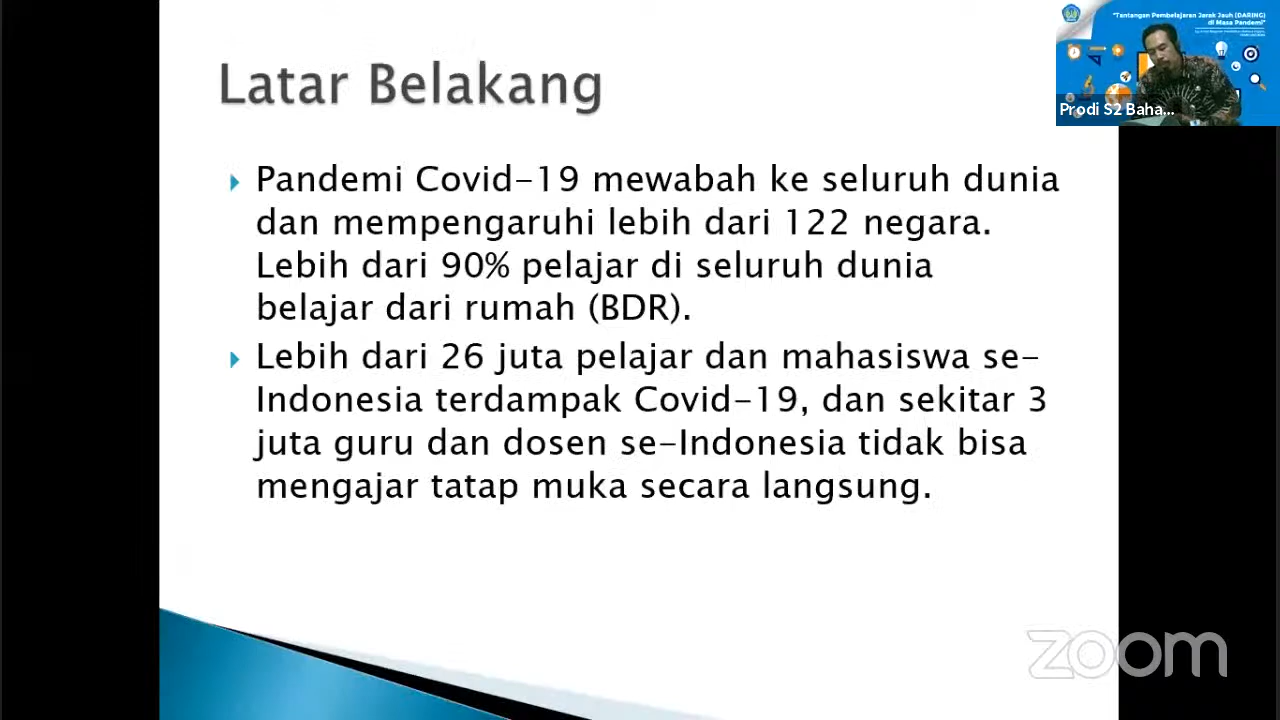 Latar Belakang
Pandemi Covid-19 mewabah ke seluruh dunia
dan mempengaruhi lebih dari 122 negara.
Lebih dari 90% pelajar di seluruh dunia
belajar dari rumah (BDR).
Lebih dari 26 juta pelajar dan mahasiswa se-
Indonesia terdampak Covid-19, dan sekitar 3
juta guru dan dosen se-Indonesia tidak bisa
mengajar tatap muka secara langsung.
"Tantangan Pembelajaran Jarak Jauh (DARING)
di Masa Pandemi"
Prodi S2 Baha...
zoom